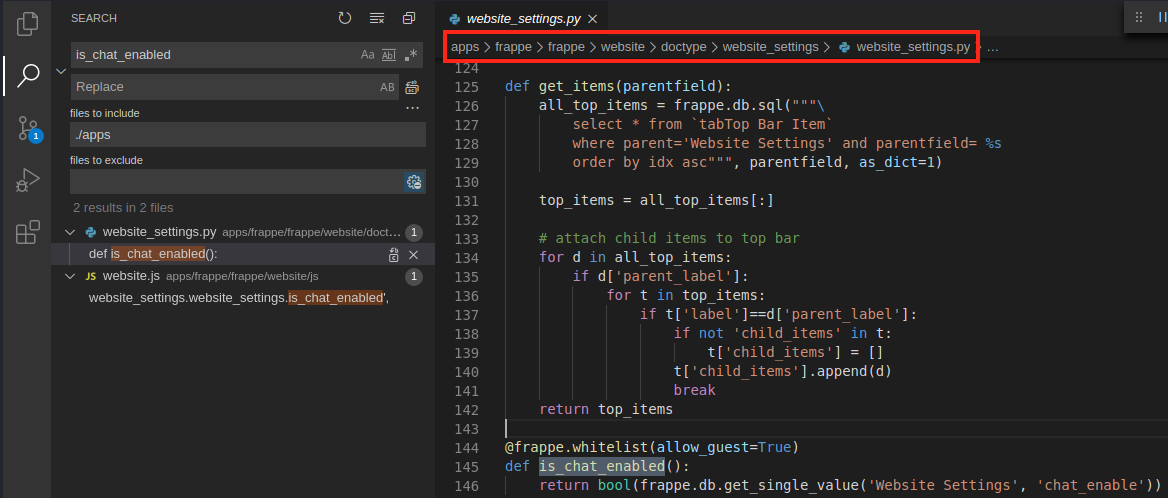 SEARCH
is_chat_enabled
Aa Abl .*
Replace
AB
files to include
./apps
files to exclude
2 results in 2 files
website_settings.py apps/frappe/frappe/website/doct... 1
def is_chat_enabled():
JS website.js apps/frappe/frappe/website/js 1
website_settings.website_settings.is_chat_enabled',
1
website_settings.py
apps > frappe > frappe > website > doctype > website_settings > website_settings.py > ...
124
125 def get_items(parentfield):
126     all_top_items = frappe.db.sql("""\
127         select * from `tabTop Bar Item`
128         where parent='Website Settings' and parentfield= %s
129         order by idx asc""", parentfield, as_dict=1)
130
131     top_items = all_top_items[:]
132
133     # attach child items to top bar
134     for d in all_top_items:
135         if d['parent_label']:
136             for t in top_items:
137                 if t['label']==d['parent_label']:
138                     if not 'child_items' in t:
139                         t['child_items'] = []
140                     t['child_items'].append(d)
141                     break
142     return top_items
143
144 @frappe.whitelist(allow_guest=True)
145 def is_chat_enabled():
146     return bool(frappe.db.get_single_value('Website Settings', 'chat_enable'))